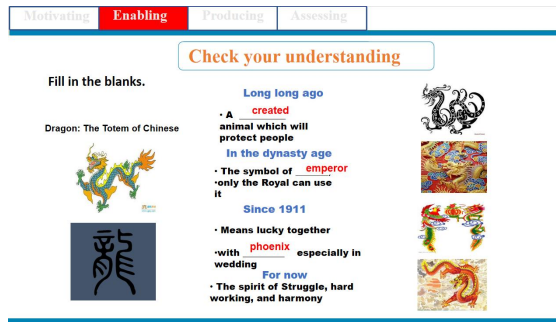 Motivating Enabling Producing Assessing
Check your understanding
Fill in the blanks.
Dragon: The Totem of Chinese
龍
Long long ago
• A created
animal which will
protect people
In the dynasty age
• The symbol of emperor
•only the Royal can use
it
Since 1911
• Means lucky together
•with phoenix especially in
wedding
For now
• The spirit of Struggle, hard
working, and harmony